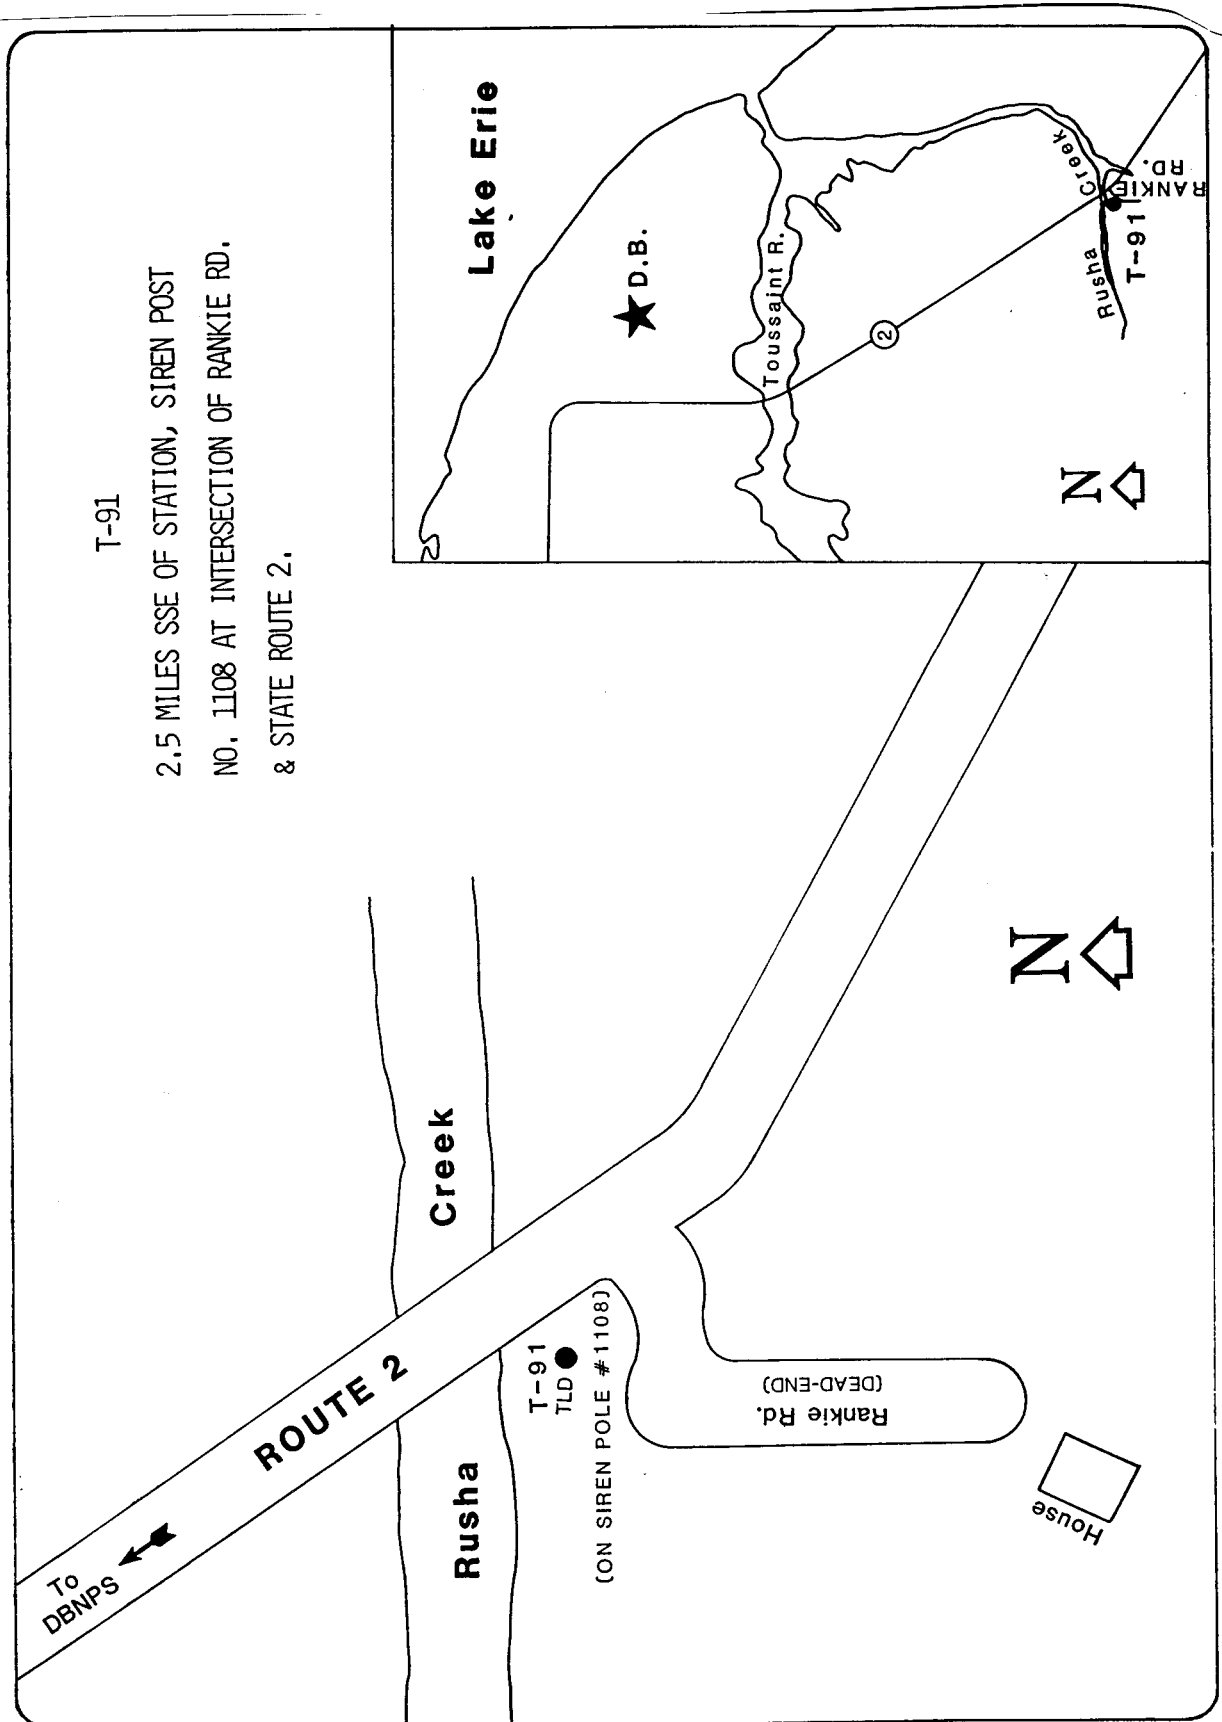 T-91
2.5 MILES SSE OF STATION, SIREN POST
NO. 1108 AT INTERSECTION OF RANKIE RD.
& STATE ROUTE 2.
To
DBNPS
ROUTE 2
Rusha Creek
T-91
TLD
(ON SIREN POLE #1108)
Rankie Rd.
(DEAD-END)
House
N
Lake Erie
D.B.
Toussaint R.
2
Rusha Creek
T-91
RANKIE
RD.
N